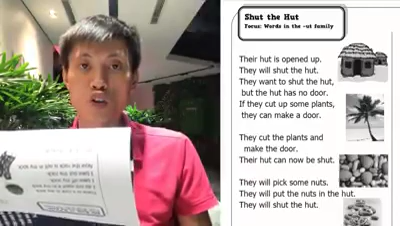 Shut the Hut
Focus: Words in the -ut family
Their hut is opened up.
They will shut the hut.
They want to shut the hut,
but the hut has no door.
If they cut up some plants,
they can make a door.
They cut the plants and
make the door.
Their hut can now be shut.
They will pick some nuts.
They will put the nuts in the hut.
They will shut the hut.